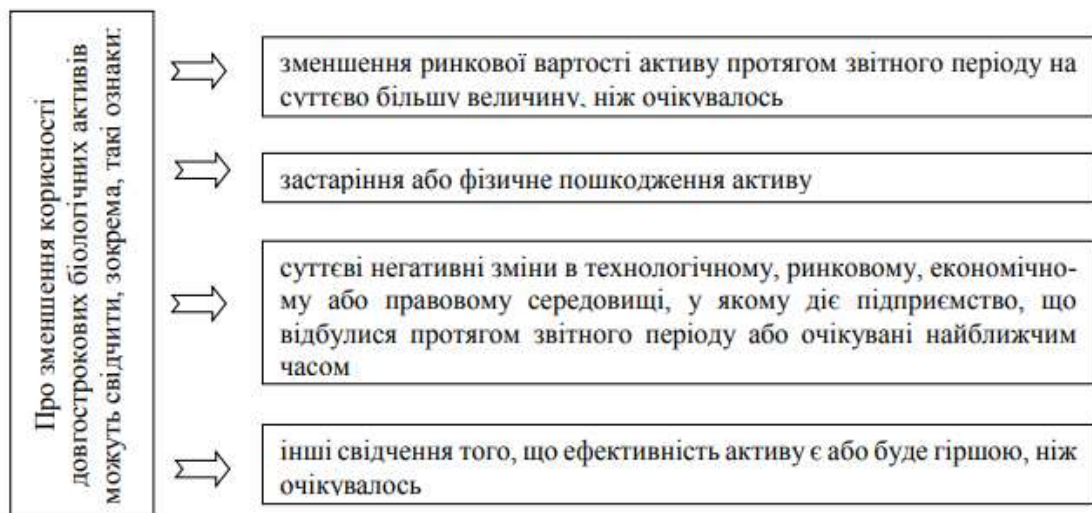 Про зменшення корисності
довгострокових біологічних активів
можуть свідчити, зокрема, такі ознаки:
зменшення ринкової вартості активу протягом звітного періоду на
суттєво більшу величину, ніж очікувалось
застаріння або фізичне пошкодження активу
суттєві негативні зміни в технологічному, ринковому, економічно-
му або правовому середовищі, у якому діє підприємство, що
відбулися протягом звітного періоду або очікувані найближчим
часом
інші свідчення того, що ефективність активу є або буде гіршою, ніж
очікувалось